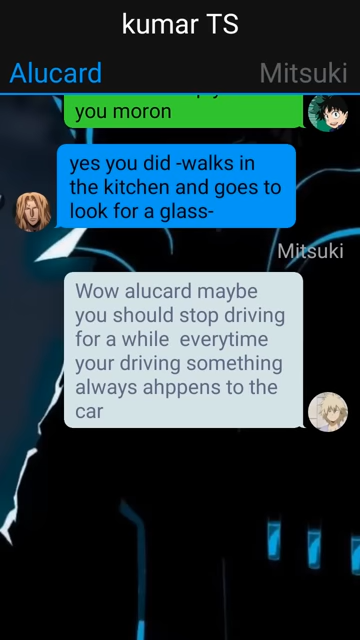 kumar TS
Alucard
Mitsuki
you moron
yes you did -walks in
the kitchen and goes to
look for a glass-
Mitsuki
Wow alucard maybe
you should stop driving
for a while  everytime
your driving something
always ahppens to the
car